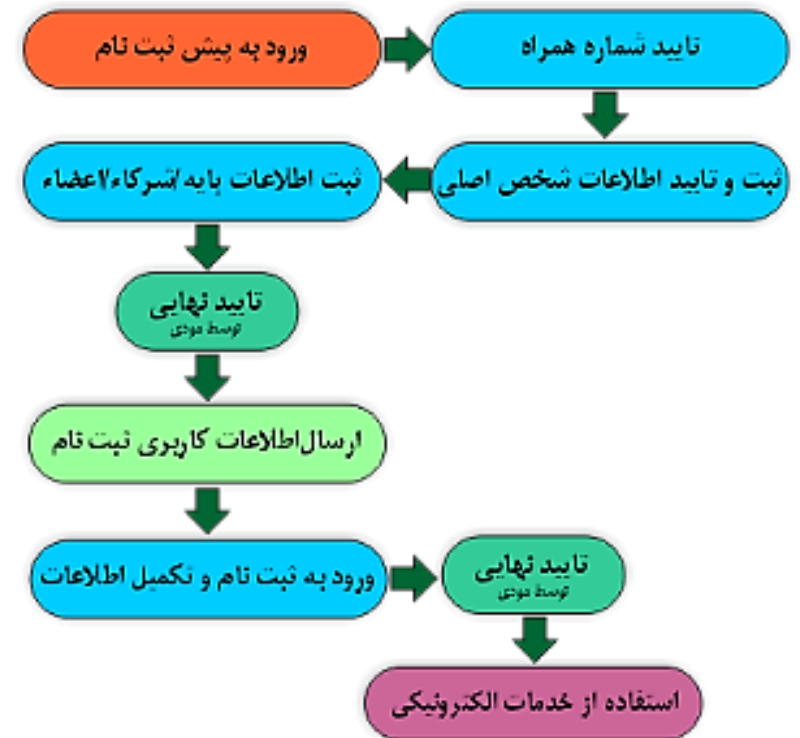 ورود به پیش ثبت نام
تایید شماره همراه
ثبت و تایید اطلاعات شخص اصلی
ثبت اطلاعات پایه/شرکاء/اعضاء
تایید نهایی
توسط مودی
ارسال اطلاعات کاربری ثبت نام
ورود به ثبت نام و تکمیل اطلاعات
تایید نهایی
توسط مودی
استفاده از خدمات الکترونیکی